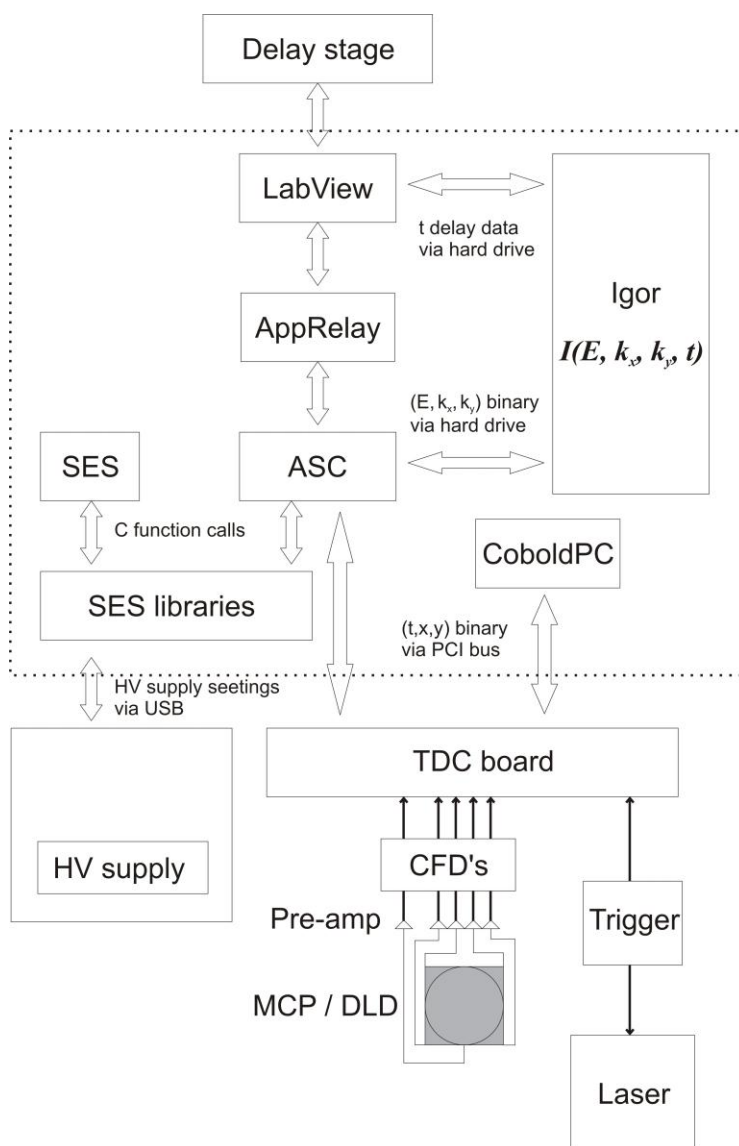 Delay stage
LabView
t delay data
via hard drive
Igor
I(E, kₓ, kᵧ, t)
AppRelay
(E, kₓ, kᵧ) binary
via hard drive
SES
ASC
C function calls
CoboldPC
SES libraries
(t,x,y) binary
via PCI bus
HV supply seetings
via USB
TDC board
HV supply
CFD's
Pre-amp
Trigger
MCP / DLD
Laser